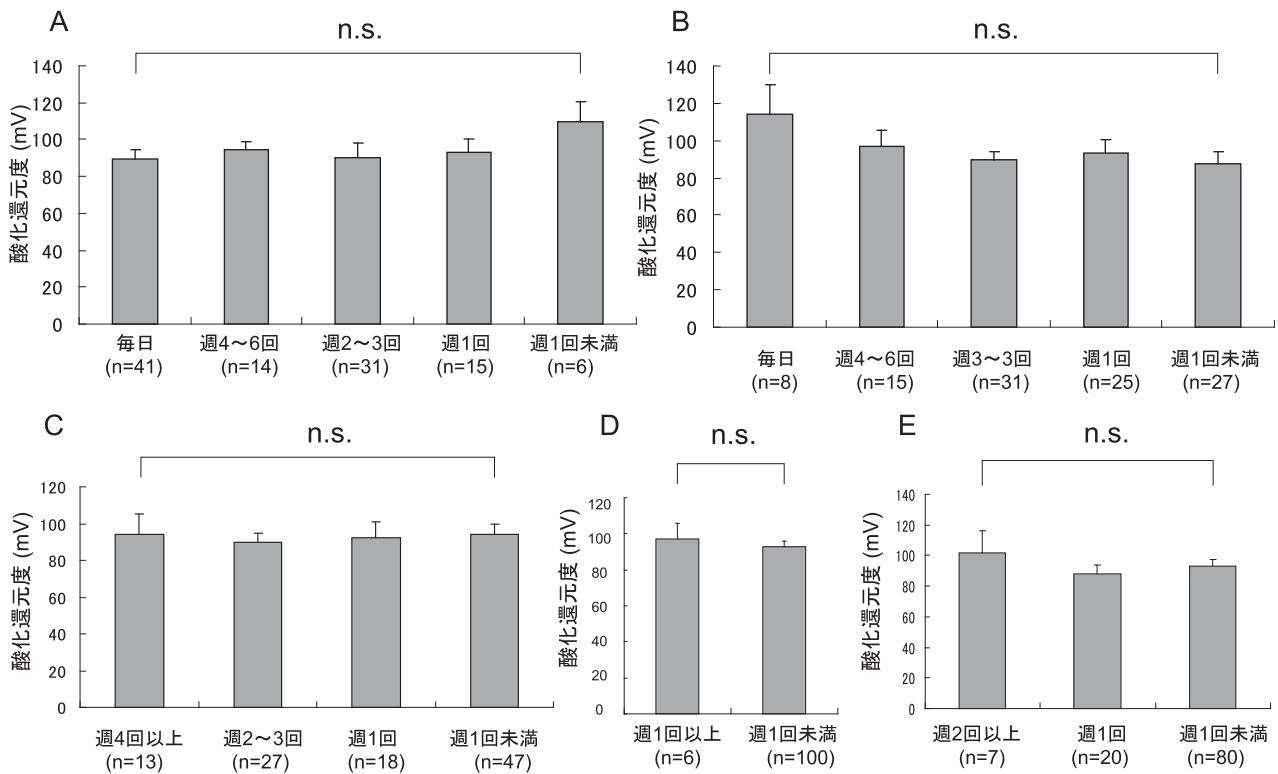 A
n.s.
酸化還元度 (mV)
140
120
100
80
60
40
20
0
毎日
(n=41)
週4～6回
(n=14)
週2～3回
(n=31)
週1回
(n=15)
週1回未満
(n=6)
B
n.s.
酸化還元度 (mV)
140
120
100
80
60
40
20
0
毎日
(n=8)
週4～6回
(n=15)
週3～3回
(n=31)
週1回
(n=25)
週1回未満
(n=27)
C
n.s.
酸化還元度 (mV)
120
100
80
60
40
20
0
週4回以上
(n=13)
週2～3回
(n=27)
週1回
(n=18)
週1回未満
(n=47)
D
n.s.
酸化還元度 (mV)
120
100
80
60
40
20
0
週1回以上
(n=6)
週1回未満
(n=100)
E
n.s.
酸化還元度 (mV)
140
120
100
80
60
40
20
0
週2回以上
(n=7)
週1回
(n=20)
週1回未満
(n=80)